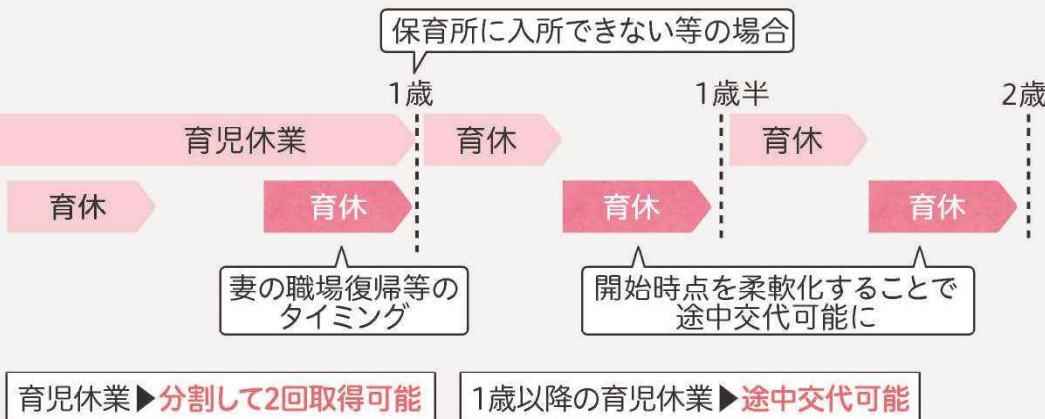 保育所に入所できない等の場合
1歳
1歳半
2歳
育児休業
育休
育休
育休
育休
育休
育休
妻の職場復帰等の
タイミング
開始時点を柔軟化することで
途中交代可能に
育児休業▶分割して2回取得可能
1歳以降の育児休業▶途中交代可能